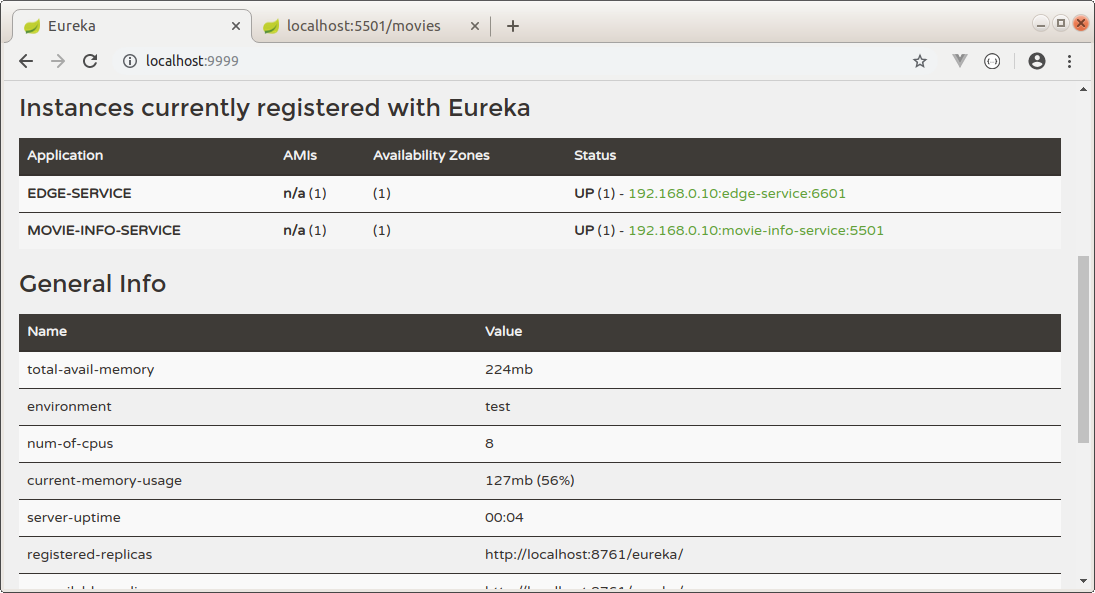 Eureka
localhost:5501/movies
localhost:9999
Instances currently registered with Eureka
Application AMIs Availability Zones Status
EDGE-SERVICE n/a (1) (1) UP (1) - 192.168.0.10:edge-service:6601
MOVIE-INFO-SERVICE n/a (1) (1) UP (1) - 192.168.0.10:movie-info-service:5501
General Info
Name Value
total-avail-memory 224mb
environment test
num-of-cpus 8
current-memory-usage 127mb (56%)
server-uptime 00:04
registered-replicas http://localhost:8761/eureka/